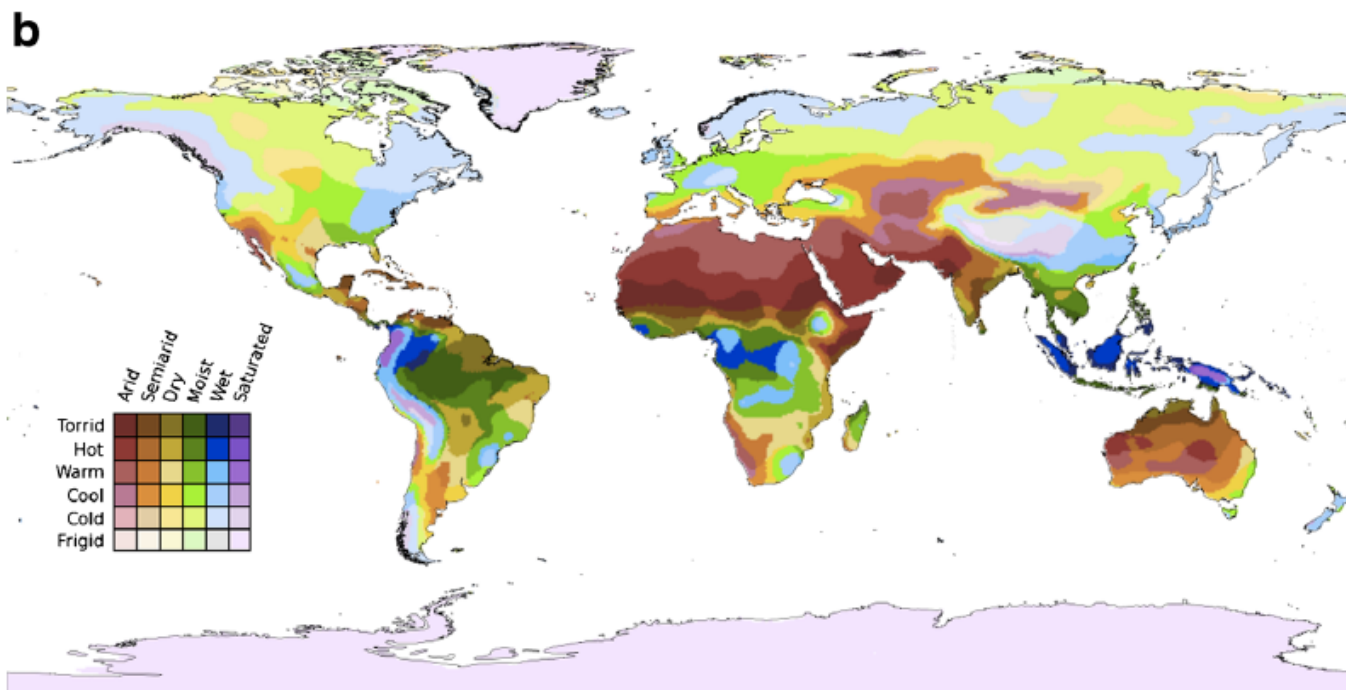 b
Arid
Semiarid
Dry
Moist
Wet
Saturated
Torrid
Hot
Warm
Cool
Cold
Frigid